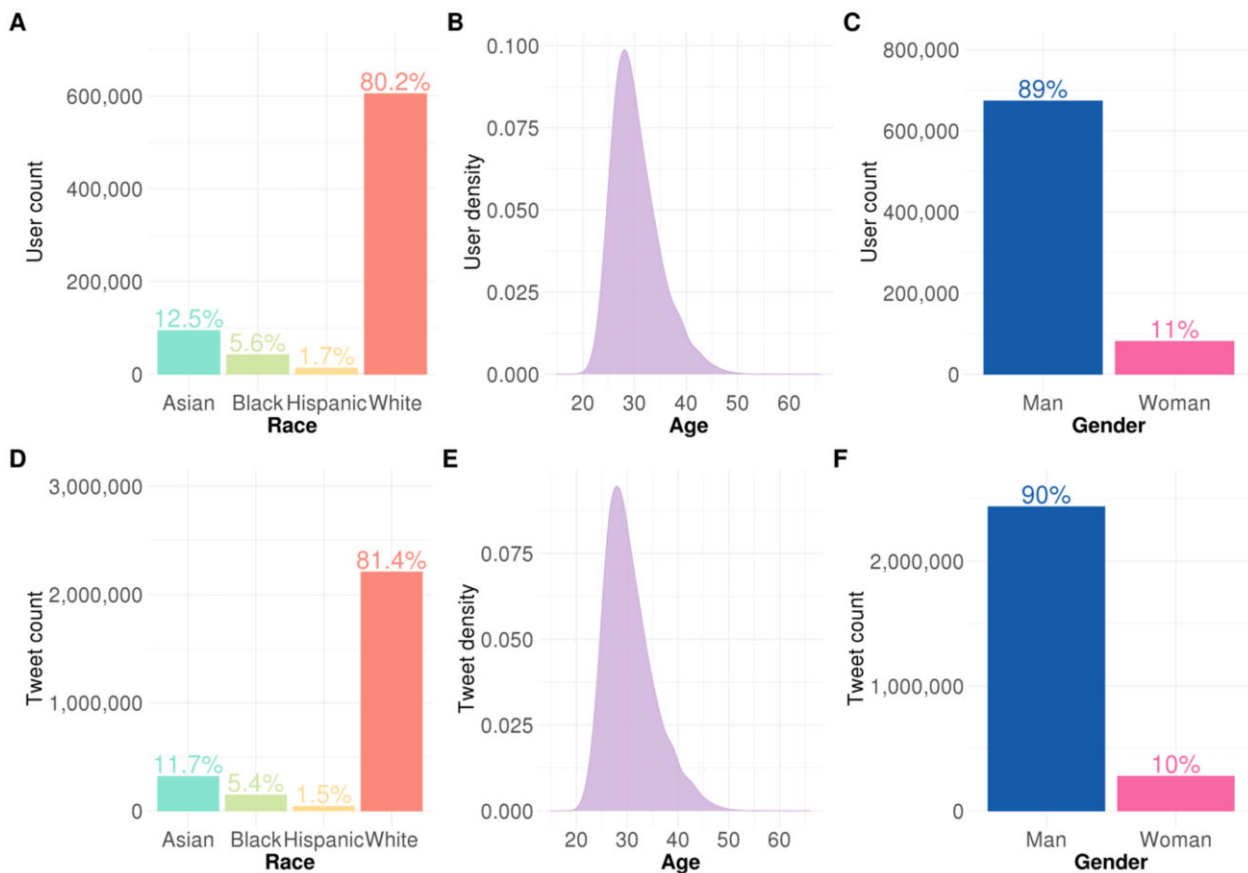 A
User count
600,000
400,000
200,000
0
12.5%
5.6%
1.7%
80.2%
Asian Black Hispanic White
Race
B
User density
0.100
0.075
0.050
0.025
0.000
20 30 40 50 60
Age
C
User count
800,000
600,000
400,000
200,000
0
89%
11%
Man Woman
Gender
D
Tweet count
3,000,000
2,000,000
1,000,000
0
11.7%
5.4%
1.5%
81.4%
Asian Black Hispanic White
Race
E
Tweet density
0.075
0.050
0.025
0.000
20 30 40 50 60
Age
F
Tweet count
2,000,000
1,000,000
0
90%
10%
Man Woman
Gender